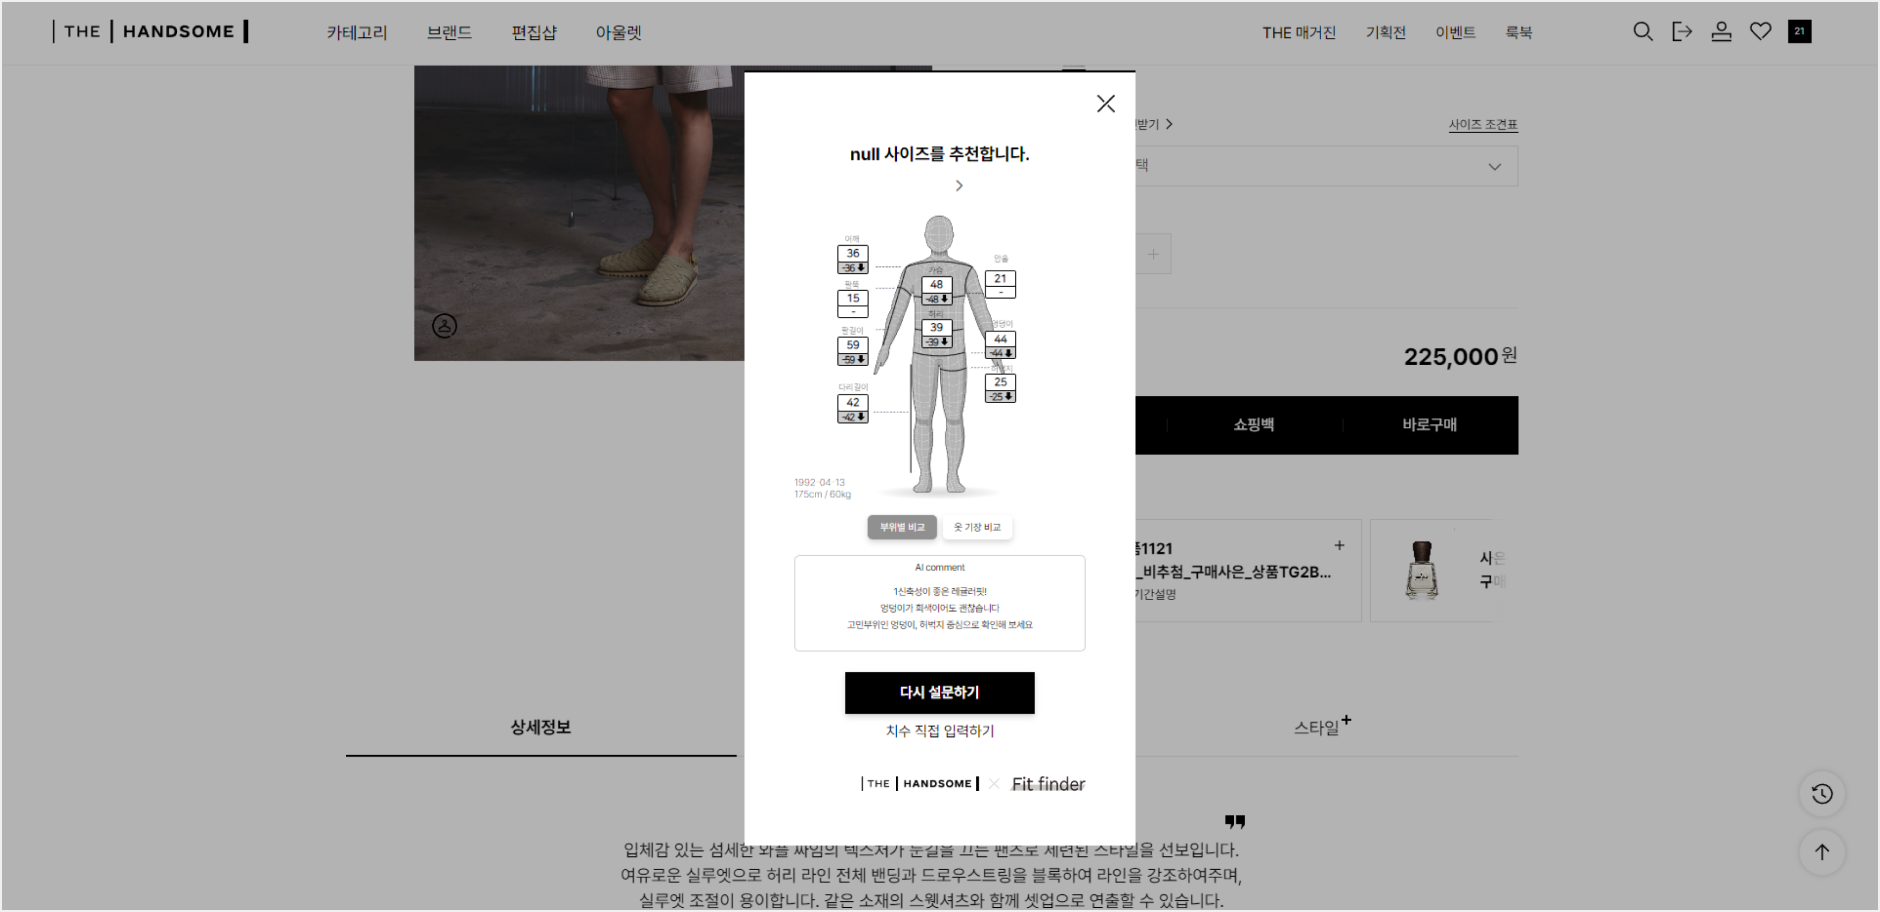 THE HANDSOME
카테고리
브랜드
편집샵
아울렛
THE 매거진
기획전
이벤트
룩북
21
받기
사이즈 조견표
택
null 사이즈를 추천합니다.
어깨
36
-36
팔뚝
15
-
팔길이
59
-59
다리길이
42
-42
가슴
48
-48
허리
39
-39
암홀
21
-
엉덩이
44
-44
25
-25
1992-04-13
175cm / 60kg
부위별 비교
옷 기장 비교
AI comment
1신축성이 좋은 레귤러핏!
엉덩이가 회색이어도 괜찮습니다
고민부위인 엉덩이, 허벅지 중심으로 확인해 보세요
다시 설문하기
치수 직접 입력하기
THE HANDSOME × Fit finder
225,000원
쇼핑백
바로구매
품1121
_비추첨_구매사은_상품TG2B...
기간설명
사은
구매
상세정보
스타일+
입체감 있는 섬세한 와플 짜임의 텍스처가 눈길을 끄는 팬츠로 세련된 스타일을 선보입니다.
여유로운 실루엣으로 허리 라인 전체 밴딩과 드로우스트링을 블록하여 라인을 강조하여주며,
실루엣 조절이 용이합니다. 같은 소재의 스웻셔츠와 함께 셋업으로 연출할 수 있습니다.